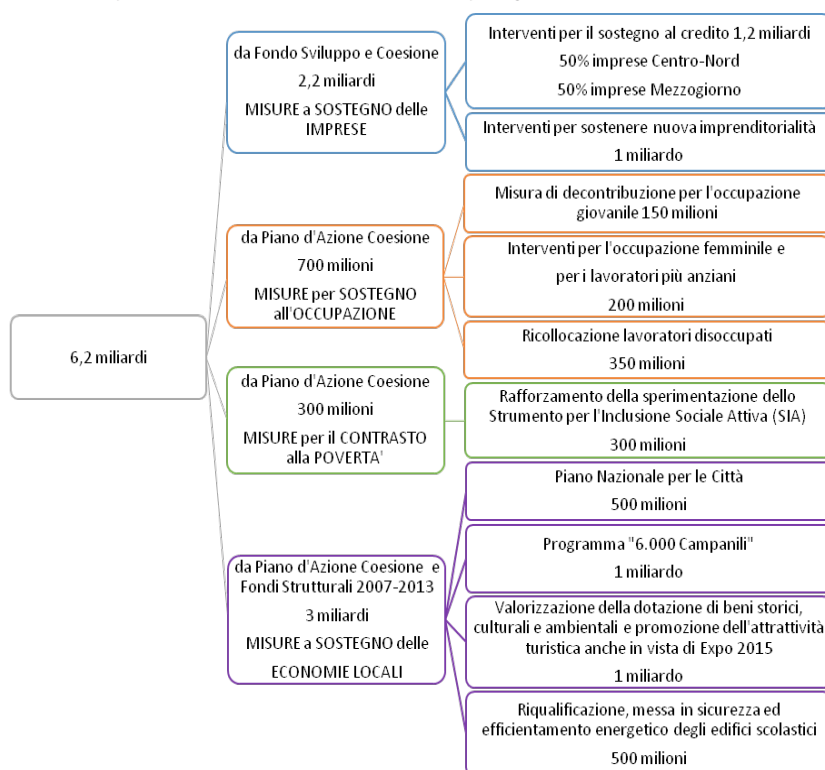 6,2 miliardi
da Fondo Sviluppo e Coesione
2,2 miliardi
MISURE a SOSTEGNO delle
IMPRESE
Interventi per il sostegno al credito 1,2 miliardi
50% imprese Centro-Nord
50% imprese Mezzogiorno
Interventi per sostenere nuova imprenditorialità
1 miliardo
da Piano d'Azione Coesione
700 milioni
MISURE per SOSTEGNO
all'OCCUPAZIONE
Misura di decontribuzione per l'occupazione
giovanile 150 milioni
Interventi per l'occupazione femminile e
per i lavoratori più anziani
200 milioni
Ricollocazione lavoratori disoccupati
350 milioni
da Piano d'Azione Coesione
300 milioni
MISURE per il CONTRASTO
alla POVERTA'
Rafforzamento della sperimentazione dello
Strumento per l'Inclusione Sociale Attiva (SIA)
300 milioni
da Piano d'Azione Coesione e
Fondi Strutturali 2007-2013
3 miliardi
MISURE a SOSTEGNO delle
ECONOMIE LOCALI
Piano Nazionale per le Città
500 milioni
Programma "6.000 Campanili"
1 miliardo
Valorizzazione della dotazione di beni storici,
culturali e ambientali e promozione dell'attrattività
turistica anche in vista di Expo 2015
1 miliardo
Riqualificazione, messa in sicurezza ed
efficientamento energetico degli edifici scolastici
500 milioni